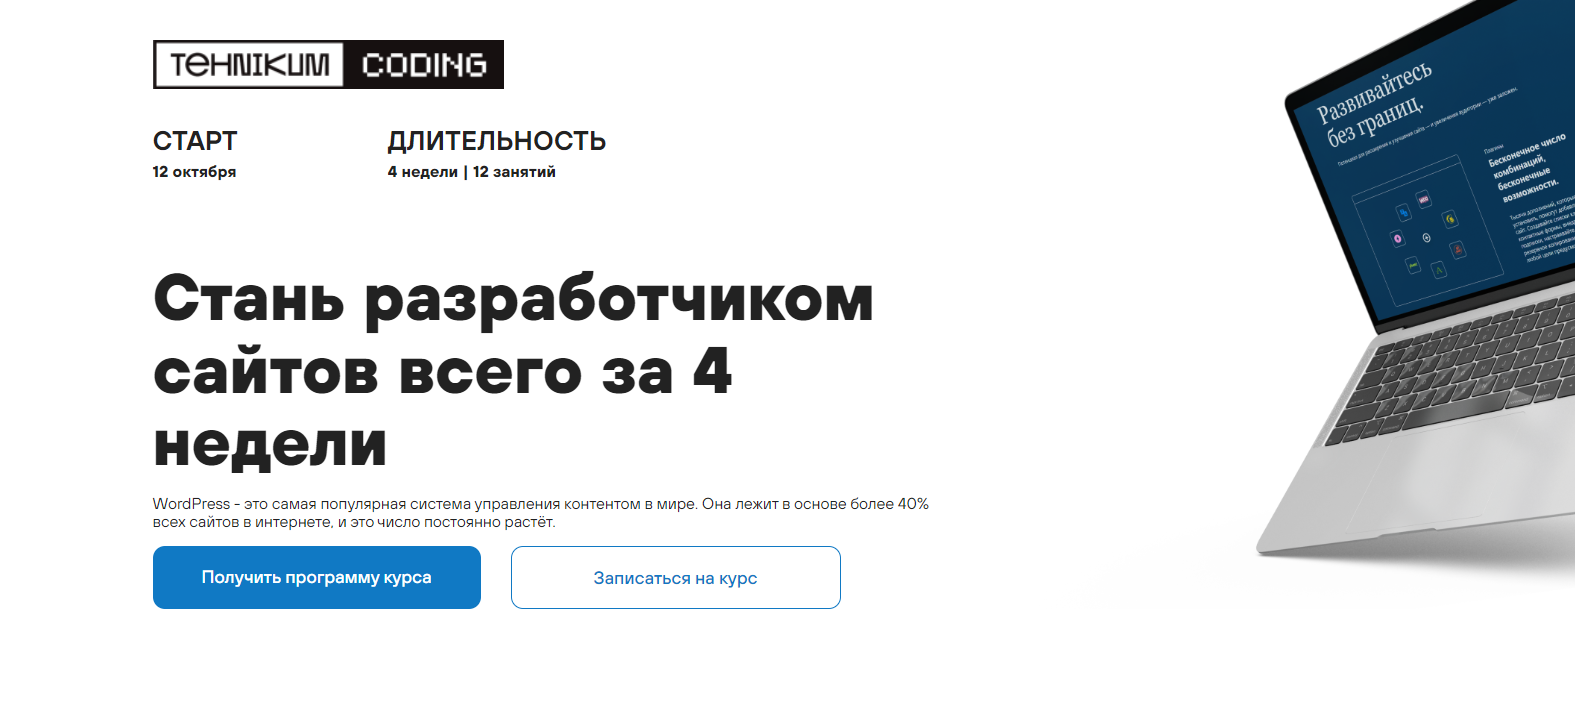 TEHNIKUM CODING
СТАРТ
ДЛИТЕЛЬНОСТЬ
12 октября
4 недели | 12 занятий
Стань разработчиком
сайтов всего за 4
недели
WordPress - это самая популярная система управления контентом в мире. Она лежит в основе более 40%
всех сайтов в интернете, и это число постоянно растёт.
Получить программу курса
Записаться на курс
Развивайтесь
без границ.
Плагины
Бесконечное число
комбинаций,
бесконечные
возможности.